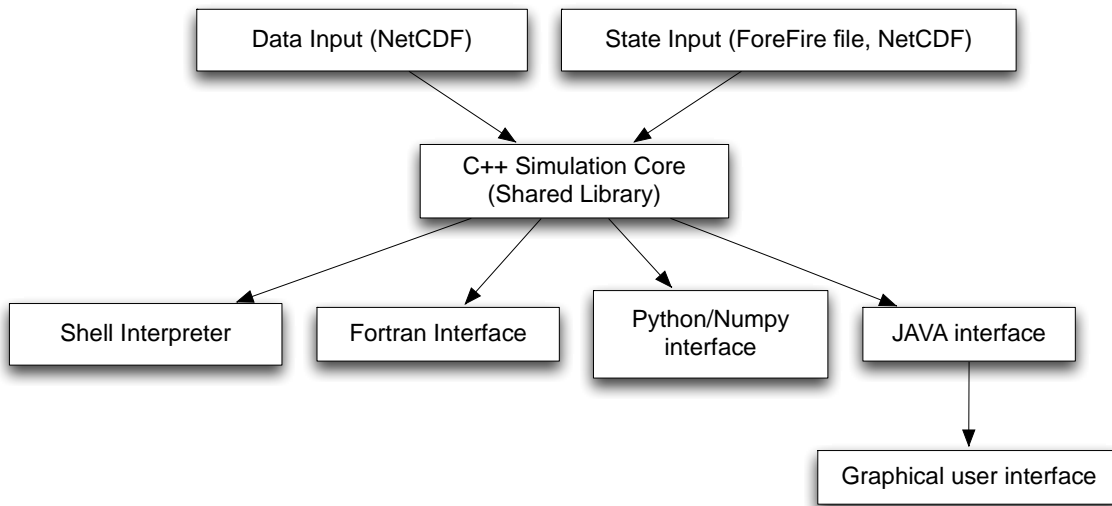 Data Input (NetCDF)
State Input (ForeFire file, NetCDF)
C++ Simulation Core
(Shared Library)
Shell Interpreter
Fortran Interface
Python/Numpy
interface
JAVA interface
Graphical user interface